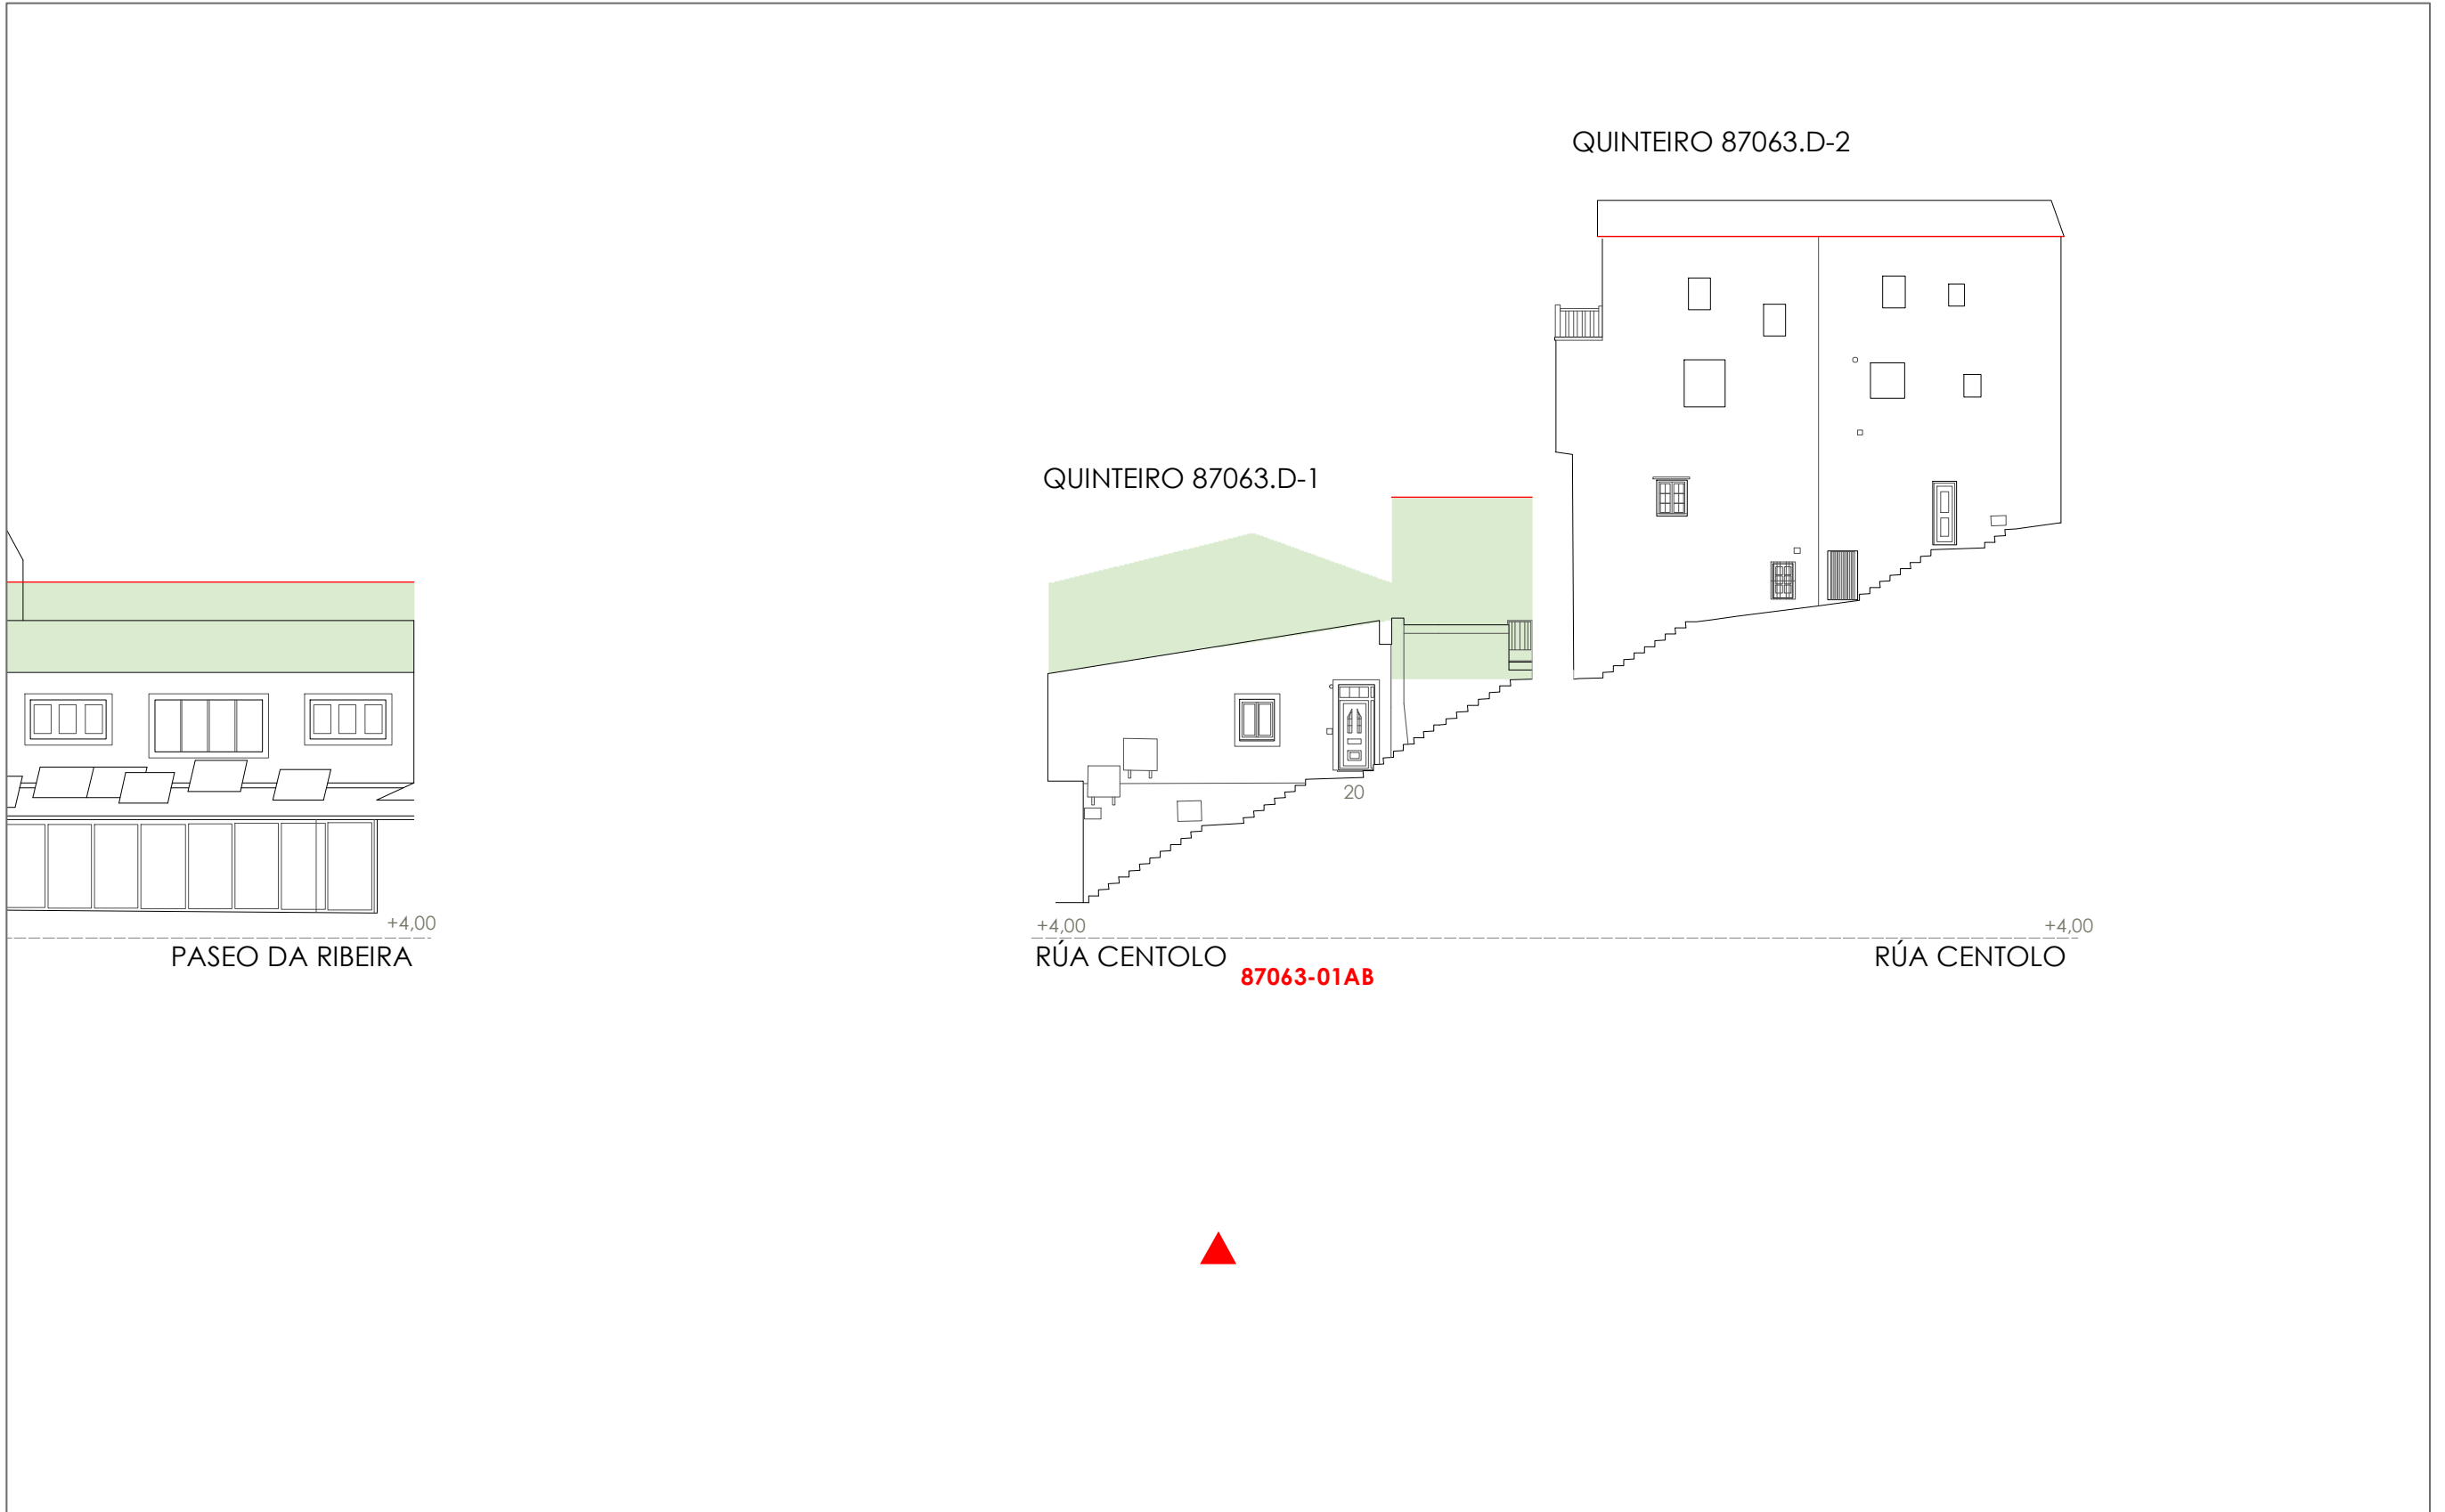 QUINTEIRO 87063.D-2
QUINTEIRO 87063.D-1
20
+4,00
+4,00
+4,00
PASEO DA RIBEIRA
RÚA CENTOLO
RÚA CENTOLO
87063-01AB